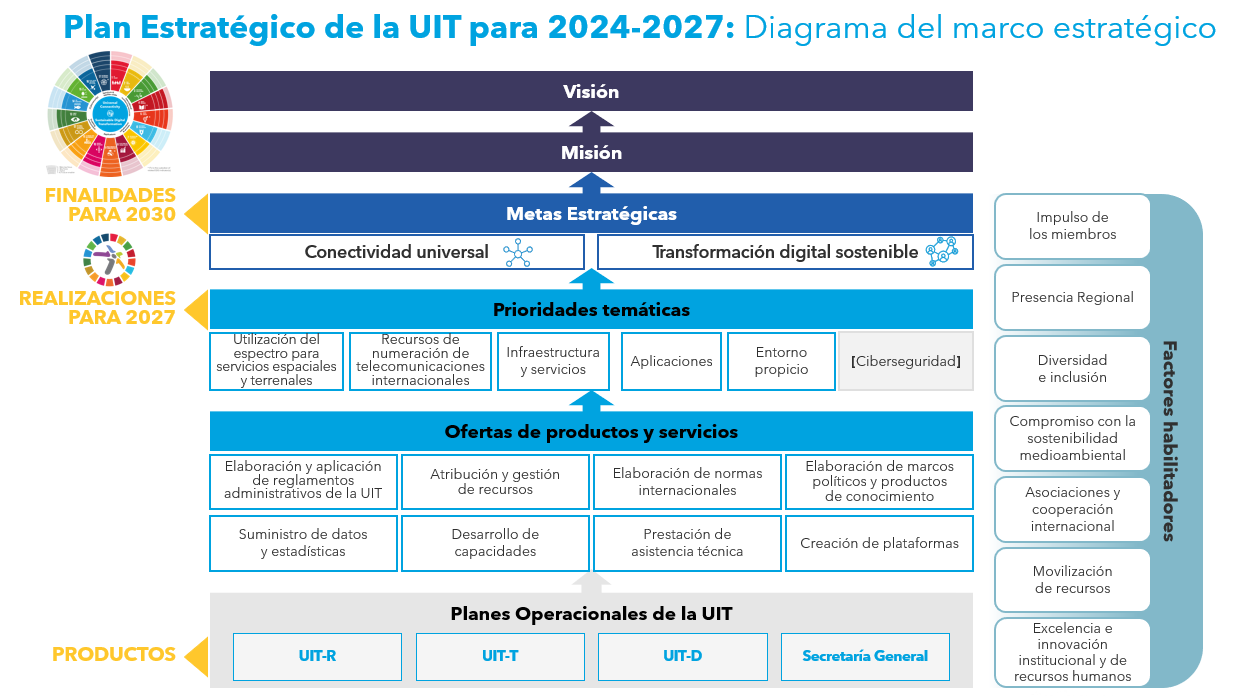 Plan Estratégico de la UIT para 2024-2027: Diagrama del marco estratégico
Visión
Misión
FINALIDADES
PARA 2030
Metas Estratégicas
Conectividad universal
Transformación digital sostenible
REALIZACIONES
PARA 2027
Prioridades temáticas
Utilización del
espectro para
servicios espaciales
y terrenales
Recursos de
numeración de
telecomunicaciones
internacionales
Infraestructura
y servicios
Aplicaciones
Entorno
propicio
[Ciberseguridad]
Ofertas de productos y servicios
Elaboración y aplicación
de reglamentos
administrativos de la UIT
Atribución y gestión
de recursos
Elaboración de normas
internacionales
Elaboración de marcos
políticos y productos
de conocimiento
Suministro de datos
y estadísticas
Desarrollo de
capacidades
Prestación de
asistencia técnica
Creación de plataformas
Planes Operacionales de la UIT
PRODUCTOS
UIT-R
UIT-T
UIT-D
Secretaría General
Factores habilitadores
Impulso de
los miembros
Presencia Regional
Diversidad
e inclusión
Compromiso con la
sostenibilidad
medioambiental
Asociaciones y
cooperación
internacional
Movilización
de recursos
Excelencia e
innovación
institucional y de
recursos humanos